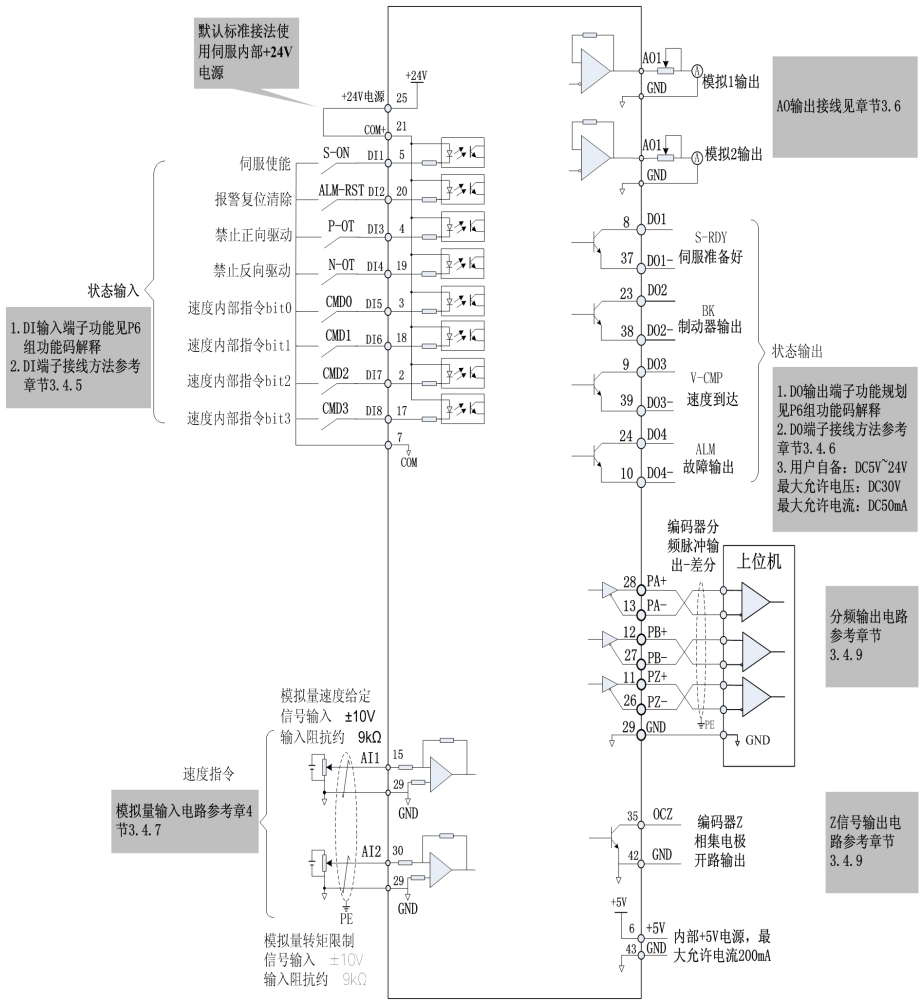 默认标准接法使
用伺服内部+24V
电源
+24V
+24V电源 25
COM+ 21
伺服使能 S-ON DI1 5
报警复位清除 ALM-RST DI2 20
禁止正向驱动 P-OT DI3 4
禁止反向驱动 N-OT DI4 19
速度内部指令bit0 CMD0 DI5 3
速度内部指令bit1 CMD1 DI6 18
速度内部指令bit2 CMD2 DI7 2
速度内部指令bit3 CMD3 DI8 17
7
COM
状态输入
1.DI输入端子功能见P6
组功能码解释
2.DI端子接线方法参考
章节3.4.5
模拟量速度给定
信号输入 ±10V
输入阻抗约 9kΩ
AI1 15
29
GND
速度指令
模拟量输入电路参考章4
节3.4.7
AI2 30
29
GND
PE
模拟量转矩限制
信号输入 ±10V
输入阻抗约 9kΩ
AO1 A 模拟1输出
GND
AO1 A 模拟2输出
GND
AO输出接线见章节3.6
8 DO1
S-RDY
37 DO1- 伺服准备好
23 DO2
BK
38 DO2- 制动器输出
9 DO3
V-CMP
39 DO3- 速度到达
24 DO4
ALM
10 DO4- 故障输出
状态输出
1.DO输出端子功能规划
见P6组功能码解释
2.DO端子接线方法参考
章节3.4.6
3.用户自备：DC5V~24V
最大允许电压：DC30V
最大允许电流：DC50mA
编码器分
频脉冲输
出-差分
上位机
28 PA+
13 PA-
12 PB+
27 PB-
11 PZ+
26 PZ-
PE
29 GND
GND
分频输出电路
参考章节
3.4.9
35 OCZ
42 GND
编码器Z
相集电极
开路输出
Z信号输出电
路参考章节
3.4.9
+5V
6 +5V
43 GND
内部+5V电源，最
大允许电流200mA